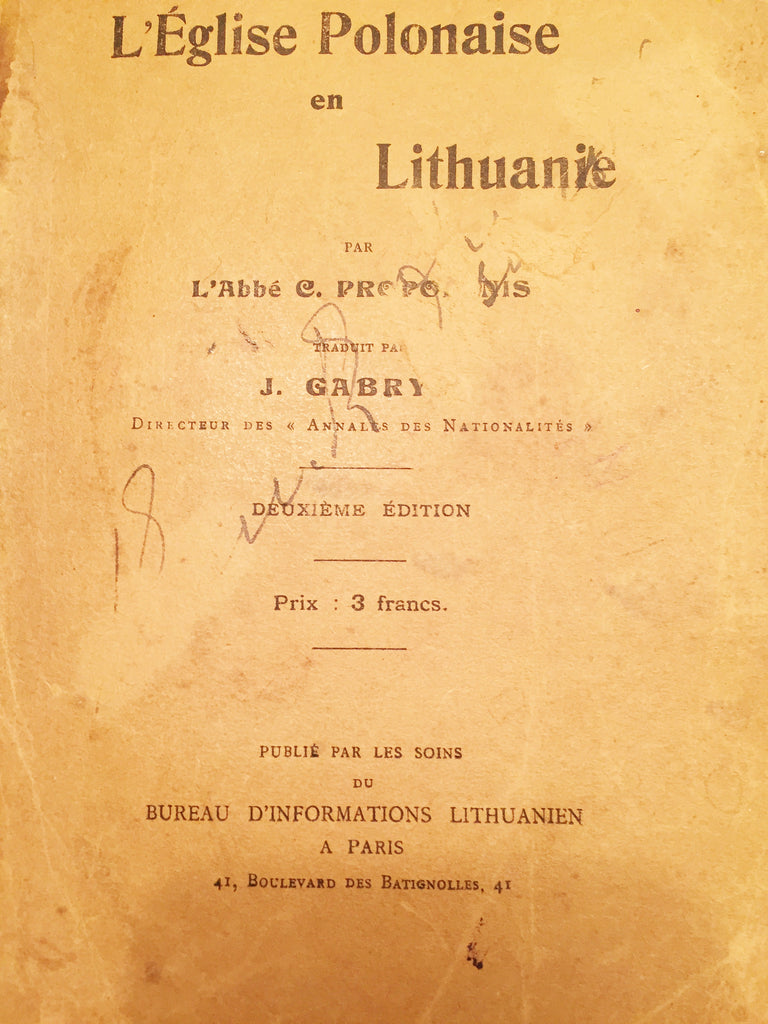 L'Église Polonaise
en
Lithuanie
PAR
L'Abbé C.
TRADUIT PAR
J. GABRY
DIRECTEUR DES « ANNALES DES NATIONALITÉS »
DEUXIÈME ÉDITION
Prix : 3 francs.
PUBLIÉ PAR LES SOINS
DU
BUREAU D'INFORMATIONS LITHUANIEN
A PARIS
41, BOULEVARD DES BATIGNOLLES, 41